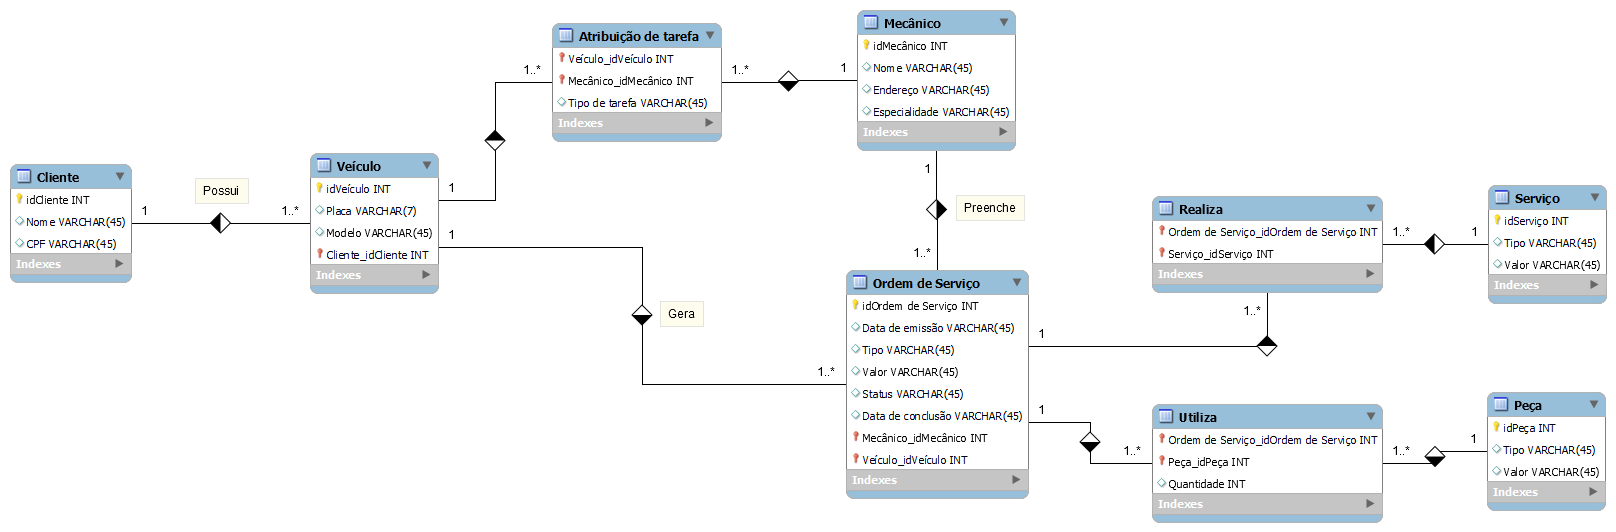 Cliente
idCliente INT
Nome VARCHAR(45)
CPF VARCHAR(45)
Indexes
1
Possui
1..*
Veículo
idVeículo INT
Placa VARCHAR(7)
Modelo VARCHAR(45)
Cliente_idCliente INT
Indexes
1
1..*
Atribuição de tarefa
Veículo_idVeículo INT
Mecânico_idMecânico INT
Tipo de tarefa VARCHAR(45)
Indexes
1..*
1
Mecânico
idMecânico INT
Nome VARCHAR(45)
Endereço VARCHAR(45)
Especialidade VARCHAR(45)
Indexes
1
Preenche
1..*
1
Gera
1..*
Ordem de Serviço
idOrdem de Serviço INT
Data de emissão VARCHAR(45)
Tipo VARCHAR(45)
Valor VARCHAR(45)
Status VARCHAR(45)
Data de conclusão VARCHAR(45)
Mecânico_idMecânico INT
Veículo_idVeículo INT
Indexes
1
1..*
Realiza
Ordem de Serviço_idOrdem de Serviço INT
Serviço_idServiço INT
Indexes
1..*
1
Serviço
idServiço INT
Tipo VARCHAR(45)
Valor VARCHAR(45)
Indexes
1
1..*
Utiliza
Ordem de Serviço_idOrdem de Serviço INT
Peça_idPeça INT
Quantidade INT
Indexes
1..*
1
Peça
idPeça INT
Tipo VARCHAR(45)
Valor VARCHAR(45)
Indexes